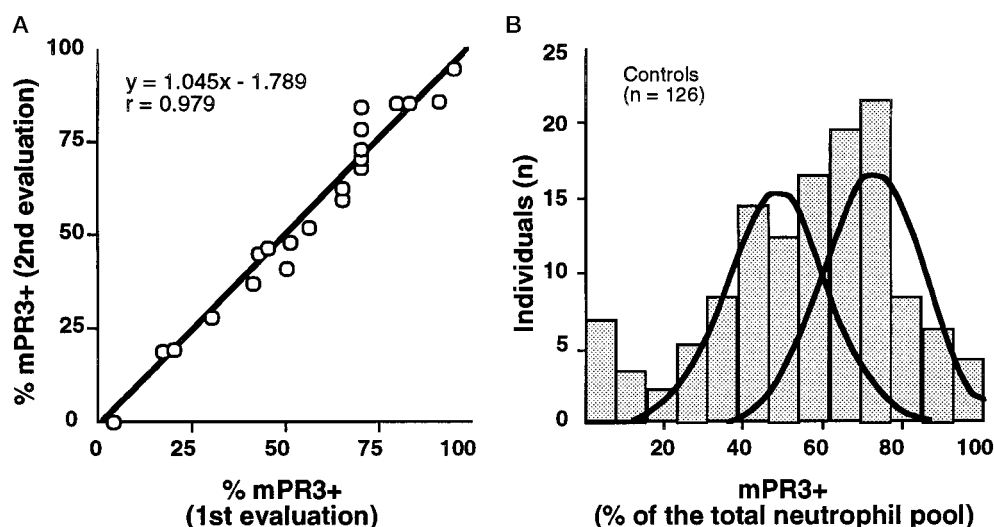 A
100
75
50
25
0
% mPR3+ (2nd evaluation)
y = 1.045x - 1.789
r = 0.979
0 25 50 75 100
% mPR3+
(1st evaluation)
B
25
20
15
10
5
0
Individuals (n)
Controls
(n = 126)
20 40 60 80 100
mPR3+
(% of the total neutrophil pool)